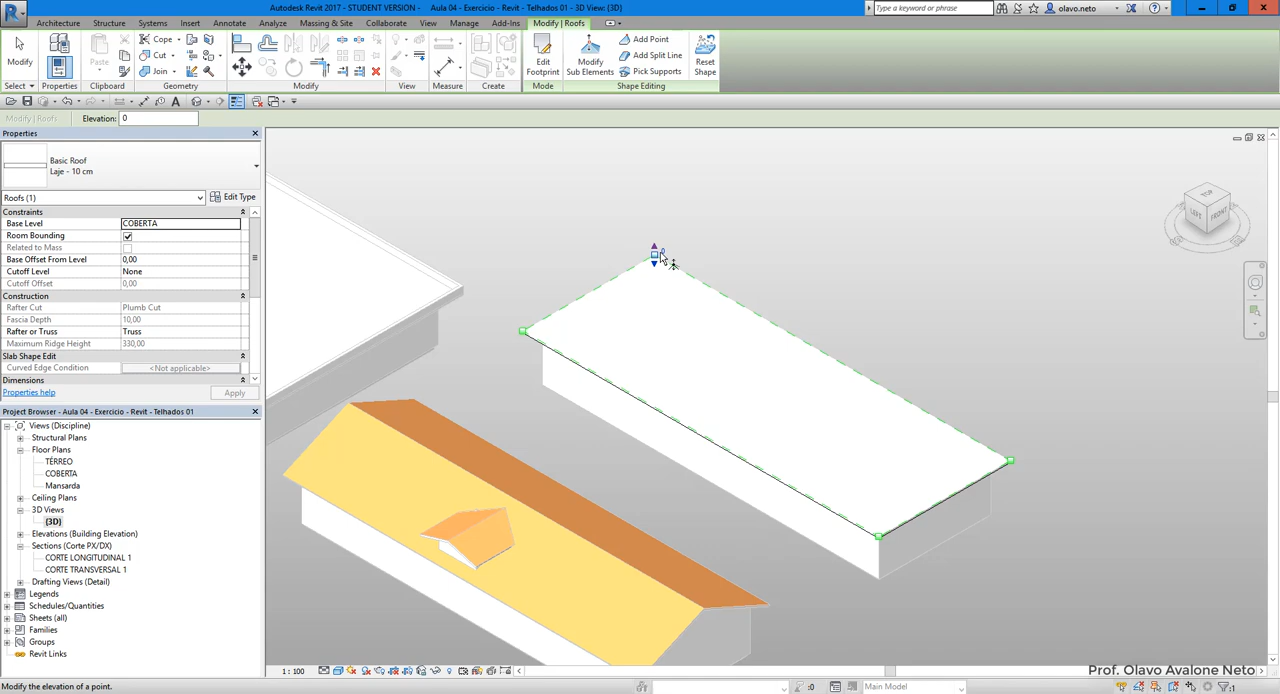 Autodesk Revit 2017 - STUDENT VERSION - Aula 04 - Exercicio - Revit - Telhados 01 - 3D View: {3D}
Type a keyword or phrase
olavo.neto
Architecture Structure Systems Insert Annotate Analyze Massing & Site Collaborate View Manage Add-Ins Modify | Roofs
Modify
Paste
Cope
Cut
Join
Edit
Footprint
Modify
Sub Elements
Add Point
Add Split Line
Pick Supports
Reset
Shape
Select Properties Clipboard Geometry Modify View Measure Create Mode Shape Editing
Modify | Roofs Elevation: 0
Properties
Basic Roof
Laje - 10 cm
Roofs (1) Edit Type
Constraints
Base Level COBERTA
Room Bounding
Related to Mass
Base Offset From Level 0,00
Cutoff Level None
Cutoff Offset 0,00
Construction
Rafter Cut Plumb Cut
Fascia Depth 10,00
Rafter or Truss Truss
Maximum Ridge Height 330,00
Slab Shape Edit
Curved Edge Condition <Not applicable>
Dimensions
Properties help Apply
Project Browser - Aula 04 - Exercicio - Revit - Telhados 01
Views (Discipline)
Structural Plans
Floor Plans
TÉRREO
COBERTA
Mansarda
Ceiling Plans
3D Views
{3D}
Elevations (Building Elevation)
Sections (Corte PX/DX)
CORTE LONGITUDINAL 1
CORTE TRANSVERSAL 1
Drafting Views (Detail)
Legends
Schedules/Quantities
Sheets (all)
Families
Groups
Revit Links
TOP
LEFT
FRONT
1 : 100
Prof. Olavo Avalone Neto
Modify the elevation of a point.
:0
Main Model
:1